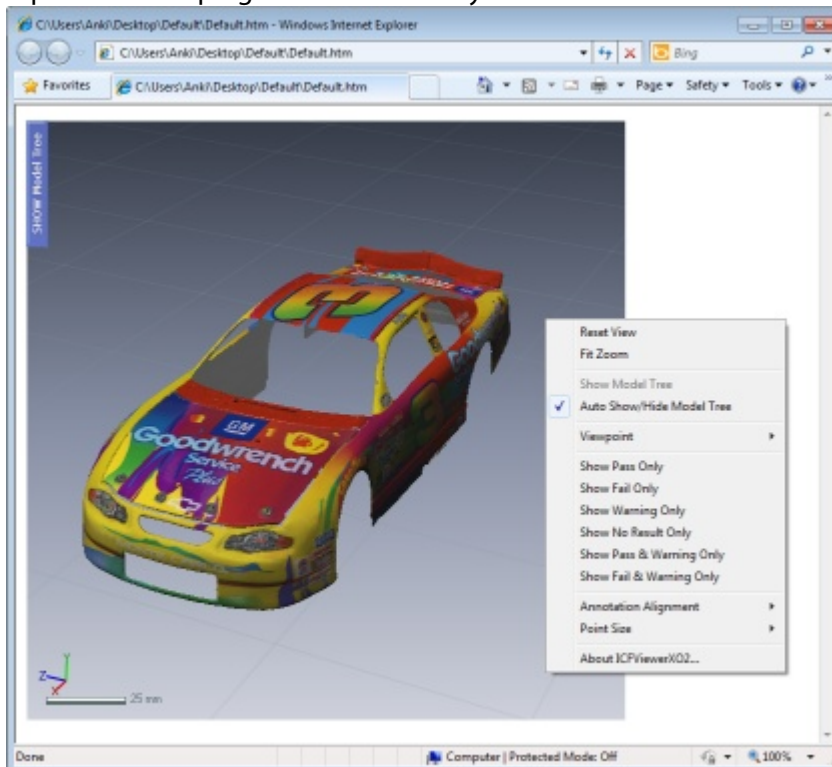 C:\Users\Anki\Desktop\Default\Default.htm - Windows Internet Explorer
C:\Users\Anki\Desktop\Default\Default.htm
Bing
Favorites
C:\Users\Anki\Desktop\Default\Default.htm
Page
Safety
Tools
SHOW Model Tree
3
GM
Goodwrench
Service
Plus
Reset View
Fit Zoom
Show Model Tree
Auto Show/Hide Model Tree
Viewpoint
Show Pass Only
Show Fail Only
Show Warning Only
Show No Result Only
Show Pass & Warning Only
Show Fail & Warning Only
Annotation Alignment
Point Size
About ICFViewerXO2...
Y
Z
X
25 mm
Done
Computer | Protected Mode: Off
100%